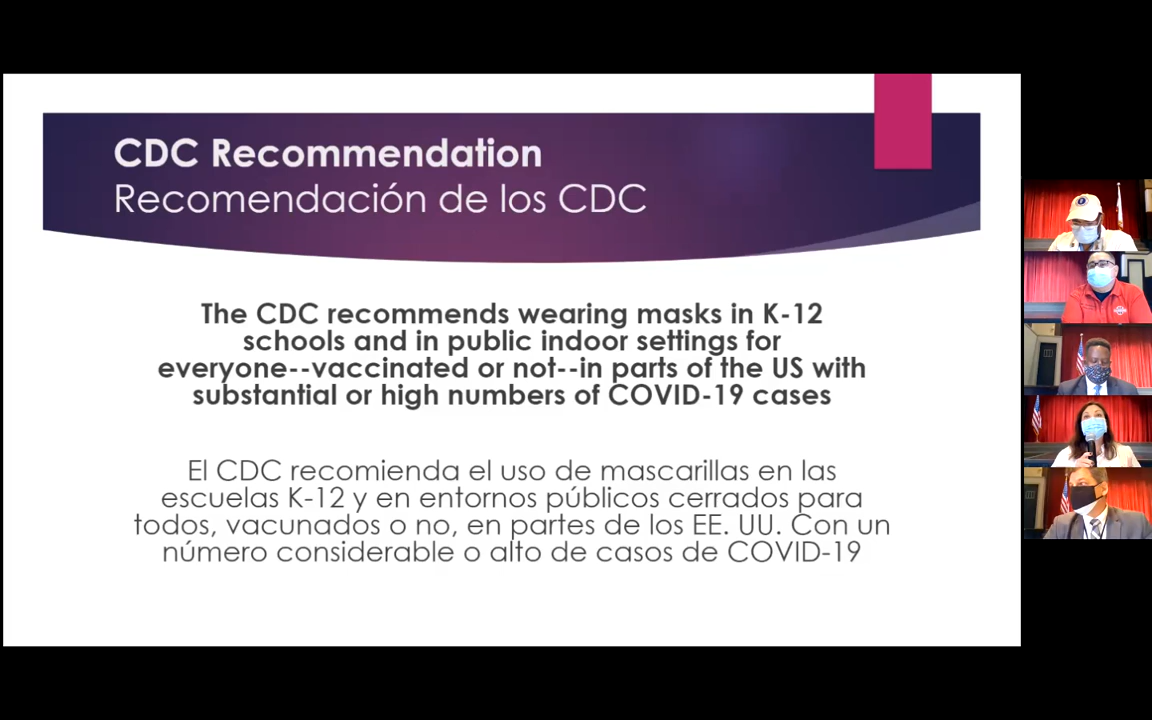 CDC Recommendation
Recomendación de los CDC
The CDC recommends wearing masks in K-12
schools and in public indoor settings for
everyone--vaccinated or not--in parts of the US with
substantial or high numbers of COVID-19 cases
El CDC recomienda el uso de mascarillas en las
escuelas K-12 y en entornos públicos cerrados para
todos, vacunados o no, en partes de los EE. UU. Con un
número considerable o alto de casos de COVID-19